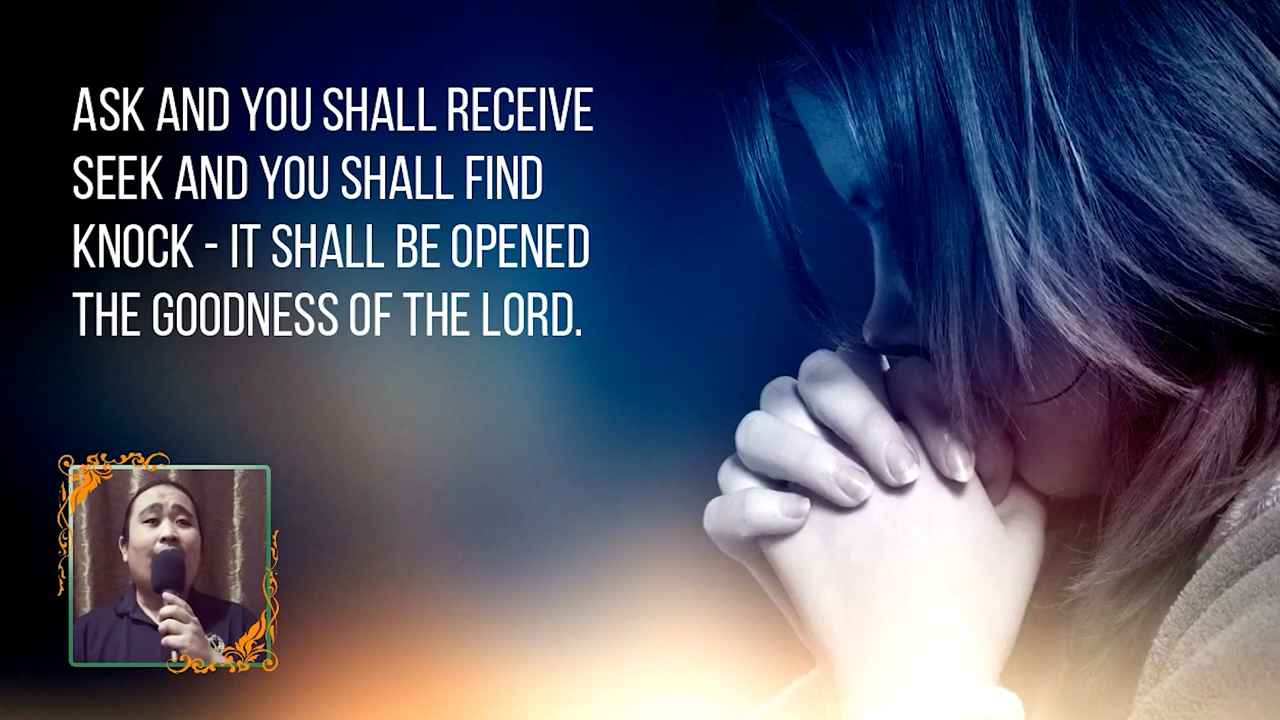 ASK AND YOU SHALL RECEIVE
SEEK AND YOU SHALL FIND
KNOCK - IT SHALL BE OPENED
THE GOODNESS OF THE LORD.